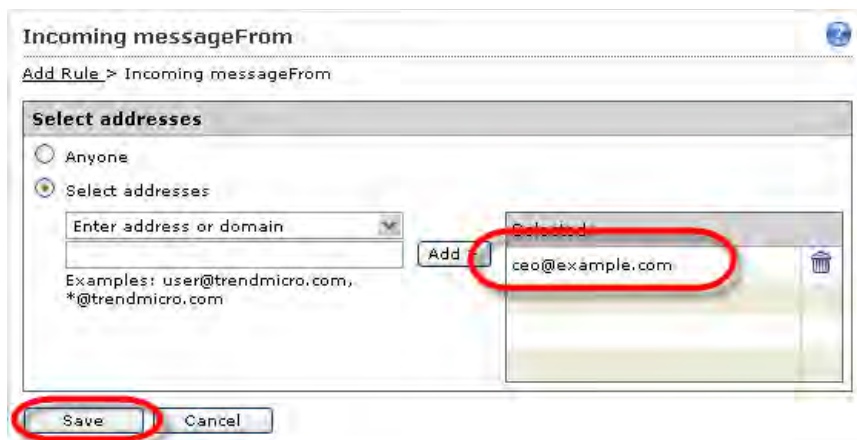 Incoming messageFrom
?
Add Rule > Incoming messageFrom
Select addresses
Anyone
Select addresses
Enter address or domain
Selected
Add >
ceo@example.com
Examples: user@trendmicro.com,
*@trendmicro.com
Save
Cancel